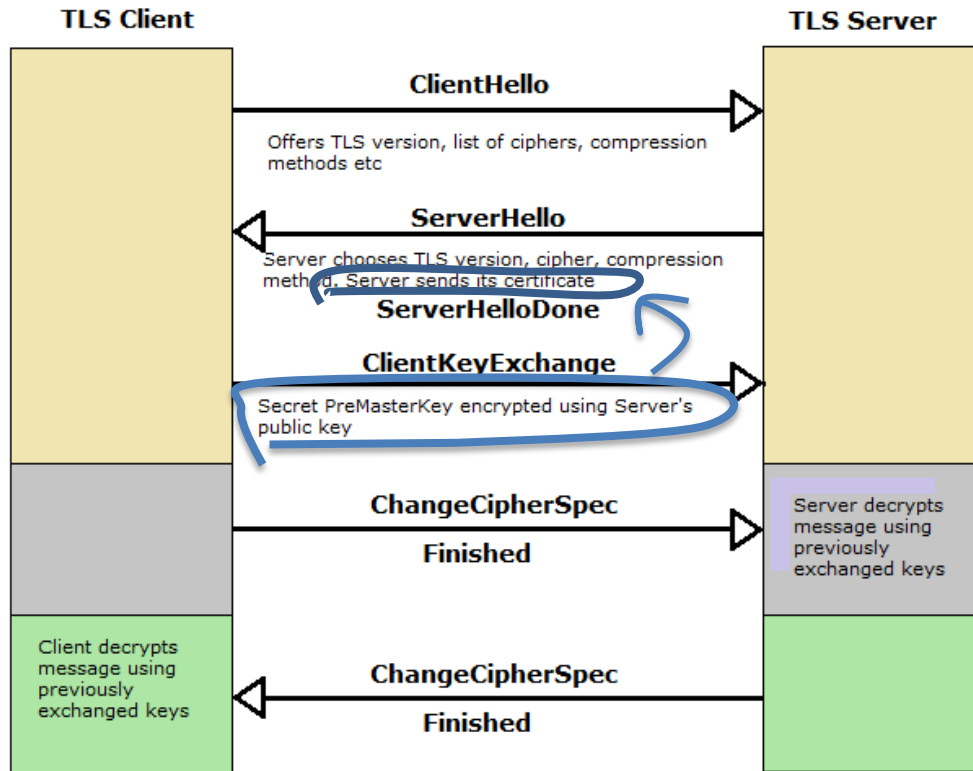 TLS Client
TLS Server
ClientHello
Offers TLS version, list of ciphers, compression
methods etc
ServerHello
Server chooses TLS version, cipher, compression
method. Server sends its certificate
ServerHelloDone
ClientKeyExchange
Secret PreMasterKey encrypted using Server's
public key
ChangeCipherSpec
Finished
Server decrypts
message using
previously
exchanged keys
Client decrypts
message using
previously
exchanged keys
ChangeCipherSpec
Finished